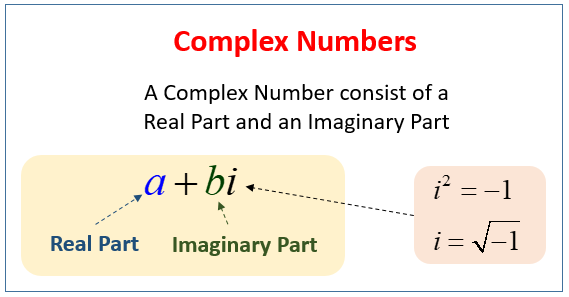 Complex Numbers
A Complex Number consist of a
Real Part and an Imaginary Part
a + bi
Real Part
Imaginary Part
i² = −1
i = √−1